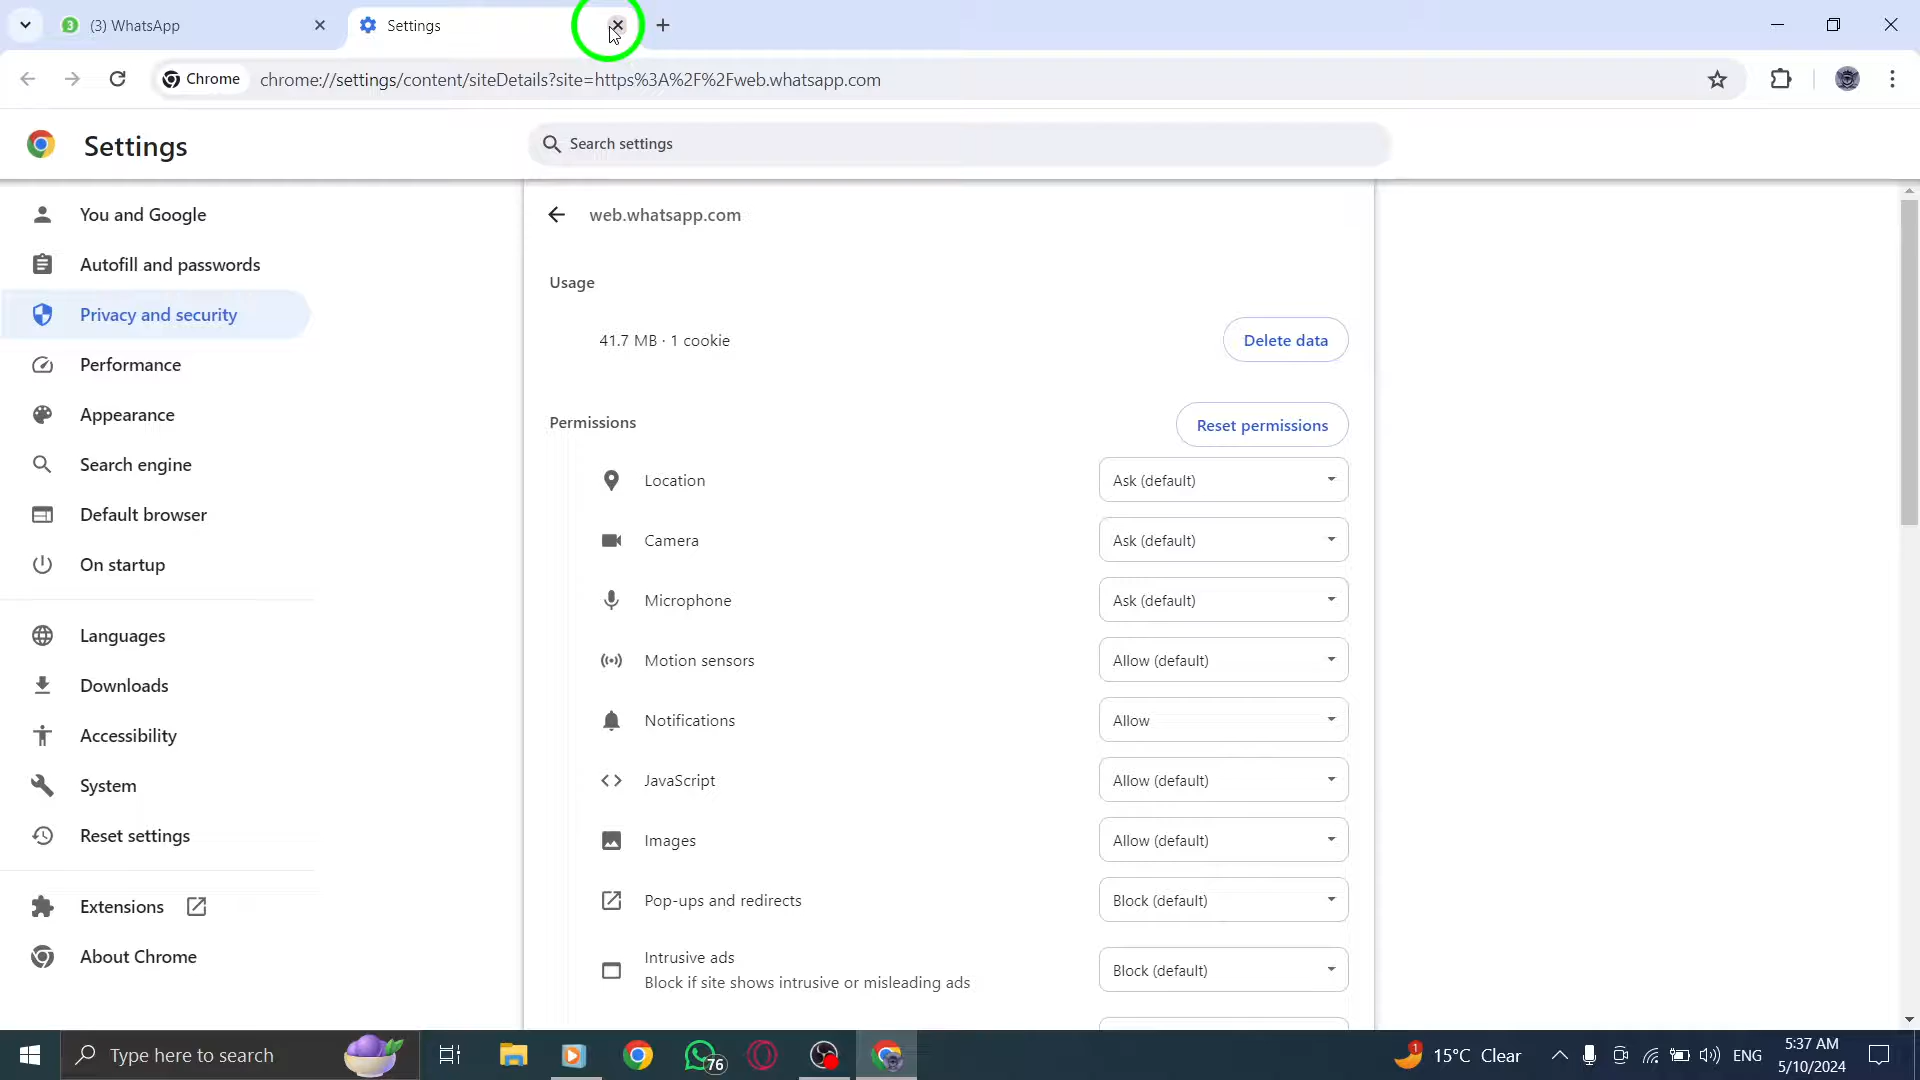 3 (3) WhatsApp
Settings
Chrome
chrome://settings/content/siteDetails?site=https%3A%2F%2Fweb.whatsapp.com
Settings
Search settings
You and Google
Autofill and passwords
Privacy and security
Performance
Appearance
Search engine
Default browser
On startup
Languages
Downloads
Accessibility
System
Reset settings
Extensions
About Chrome
web.whatsapp.com
Usage
41.7 MB · 1 cookie
Delete data
Permissions
Reset permissions
Location
Ask (default)
Camera
Ask (default)
Microphone
Ask (default)
Motion sensors
Allow (default)
Notifications
Allow
JavaScript
Allow (default)
Images
Allow (default)
Pop-ups and redirects
Block (default)
Intrusive ads
Block if site shows intrusive or misleading ads
Block (default)
Type here to search
76
1
15°C Clear
ENG
5:37 AM
5/10/2024